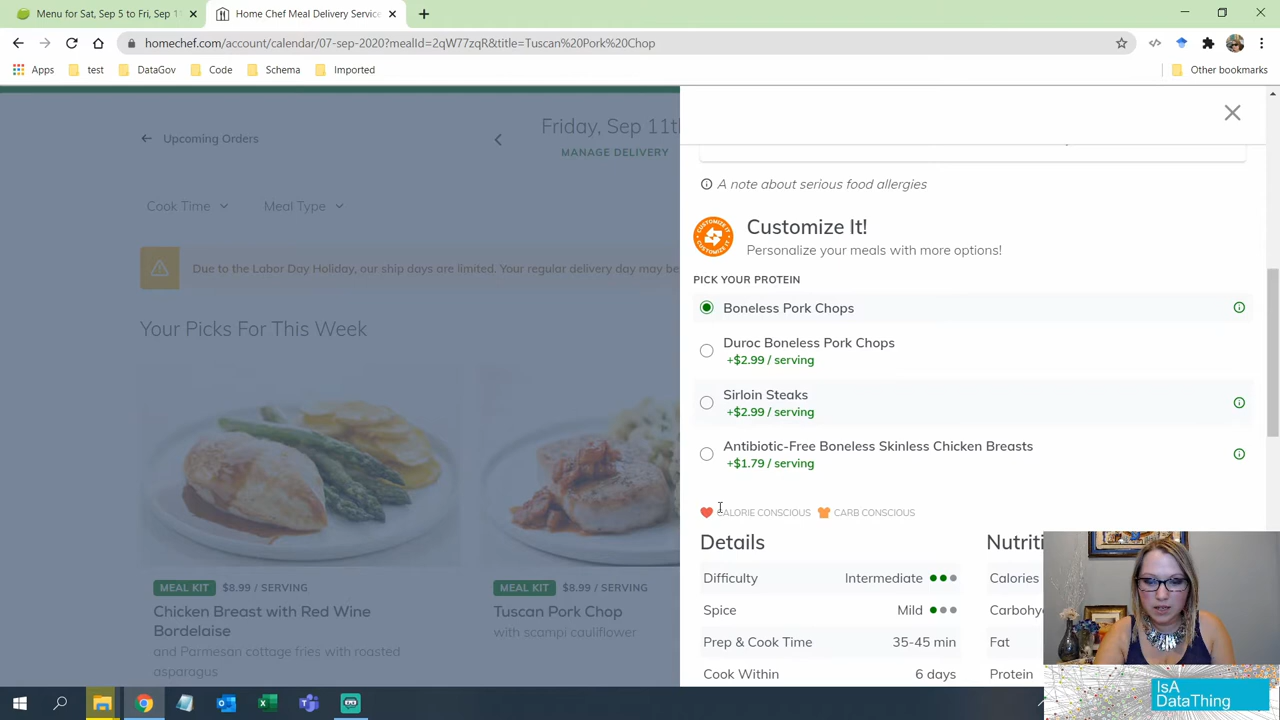 Menu for Sat, Sep 5 to Fri, Sep 1
Home Chef Meal Delivery Service
homechef.com/account/calendar/07-sep-2020?mealId=2qW77zqR&title=Tuscan%20Pork%20Chop
Apps test DataGov Code Schema Imported Other bookmarks
Upcoming Orders
Friday, Sep 11t
MANAGE DELIVERY
Cook Time Meal Type
Due to the Labor Day Holiday, our ship days are limited. Your regular delivery day may be
Your Picks For This Week
MEAL KIT $8.99 / SERVING
Chicken Breast with Red Wine
Bordelaise
and Parmesan cottage fries with roasted
asparagus
MEAL KIT $8.99 / SERVING
Tuscan Pork Chop
with scampi cauliflower
A note about serious food allergies
CUSTOMIZE IT CUSTOMIZE IT
Customize It!
Personalize your meals with more options!
PICK YOUR PROTEIN
Boneless Pork Chops
Duroc Boneless Pork Chops
+$2.99 / serving
Sirloin Steaks
+$2.99 / serving
Antibiotic-Free Boneless Skinless Chicken Breasts
+$1.79 / serving
CALORIE CONSCIOUS CARB CONSCIOUS
Details
Difficulty Intermediate
Spice Mild
Prep & Cook Time 35-45 min
Cook Within 6 days
Nutriti
Calories
Carbohy
Fat
Protein
IsA
DataThing